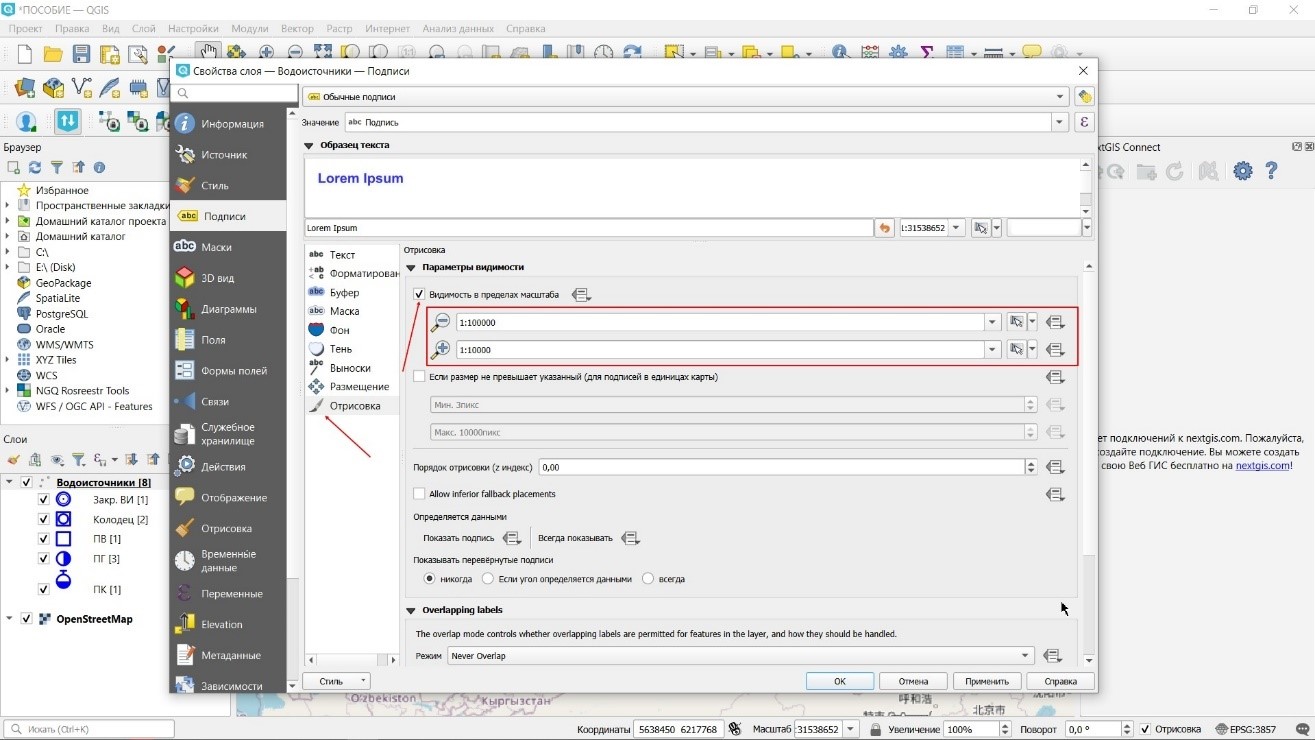 *ПОСОБИЕ — QGIS
Проект Правка Вид Слой Настройки Модули Вектор Растр Интернет Анализ данных Справка
Свойства слоя — Водоисточники — Подписи
Информация
Источник
Стиль
Подписи
Маски
3D вид
Диаграммы
Поля
Формы полей
Связи
Служебное
хранилище
Действия
Отображение
Отрисовка
Временные
данные
Переменные
Elevation
Метаданные
Зависимости
abc Обычные подписи
Значение abc Подпись
Образец текста
Lorem Ipsum
Lorem Ipsum
1:31538652
abc Текст
Форматирован
abc Буфер
abc Маска
Фон
Тень
abc Выноски
Размещение
Отрисовка
Отрисовка
Параметры видимости
Видимость в пределах масштаба
1:100000
1:10000
Если размер не превышает указанный (для подписей в единицах карты)
Мин. 3пикс
Макс. 10000пикс
Порядок отрисовки (z индекс) 0,00
Allow inferior fallback placements
Определяется данными
Показать подпись Всегда показывать
Показывать перевёрнутые подписи
никогда Если угол определяется данными всегда
Overlapping labels
The overlap mode controls whether overlapping labels are permitted for features in the layer, and how they should be handled.
Режим Never Overlap
Стиль OK Отмена Применить Справка
Браузер
Избранное
Пространственные закладки
Домашний каталог проекта
Домашний каталог
C:\
E:\ (Disk)
GeoPackage
SpatiaLite
PostgreSQL
Oracle
WMS/WMTS
XYZ Tiles
WCS
NGQ Rosreestr Tools
WFS / OGC API - Features
Слои
Водоисточники [8]
Закр. ВИ [1]
Колодец [2]
ПВ [1]
ПГ [3]
ПК [1]
OpenStreetMap
xtGIS Connect
ет подключений к nextgis.com. Пожалуйста,
оздайте подключение. Вы можете создать
свою Веб ГИС бесплатно на nextgis.com!
O'zbekiston Кыргызстан
呼和浩
北京市
Искать (Ctrl+K) Координаты 5638450 6217768 Масштаб :31538652 Увеличение 100% Поворот 0,0 ° Отрисовка EPSG:3857